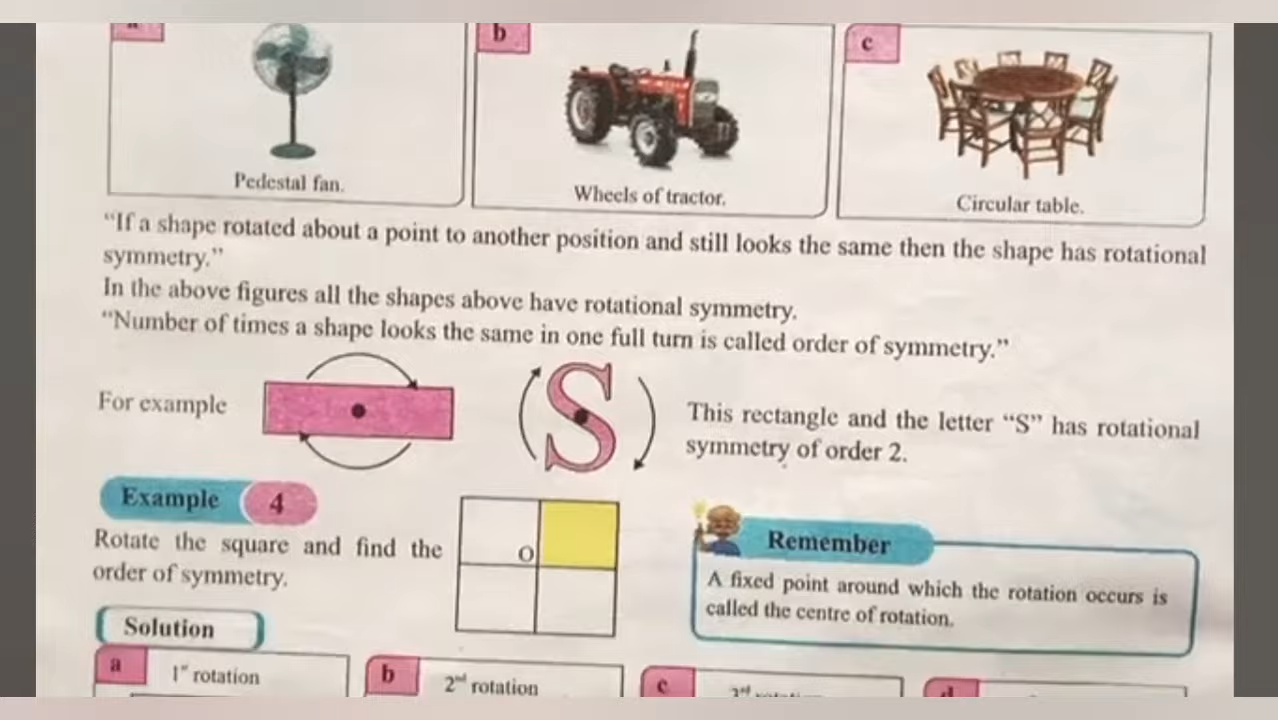 b
c
Pedestal fan.
Wheels of tractor.
Circular table.
“If a shape rotated about a point to another position and still looks the same then the shape has rotational
symmetry.”
In the above figures all the shapes above have rotational symmetry.
“Number of times a shape looks the same in one full turn is called order of symmetry.”
For example
S
This rectangle and the letter “S” has rotational
symmetry of order 2.
Example 4
Rotate the square and find the
order of symmetry.
O
Remember
A fixed point around which the rotation occurs is
called the centre of rotation.
Solution
a 1st rotation
b 2nd rotation
c